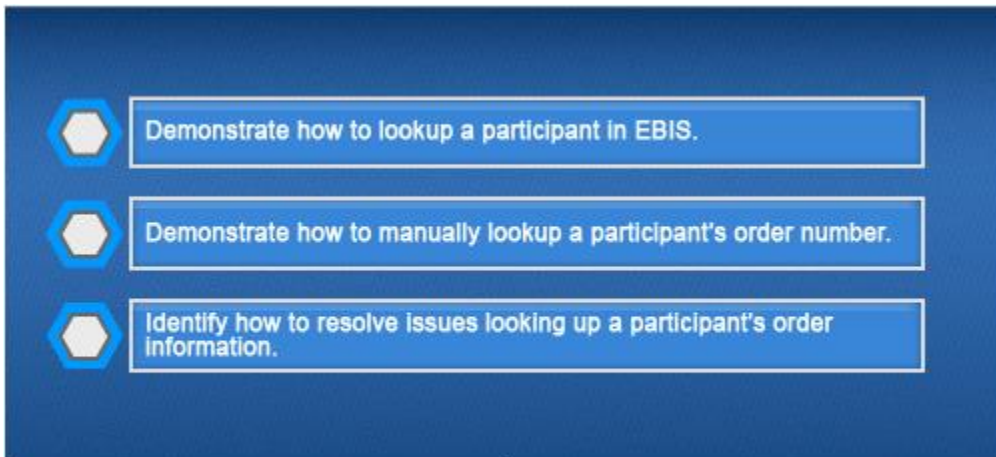 Demonstrate how to lookup a participant in EBIS.
Demonstrate how to manually lookup a participant's order number.
Identify how to resolve issues looking up a participant's order
information.